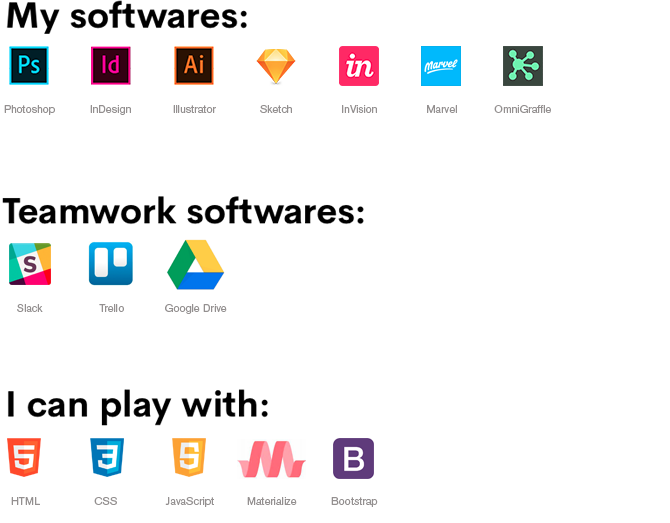 My softwares:
Ps Id Ai in Marvel
Photoshop InDesign Illustrator Sketch InVision Marvel OmniGraffle
Teamwork softwares:
S
Slack Trello Google Drive
I can play with:
5 3 S B
HTML CSS JavaScript Materialize Bootstrap